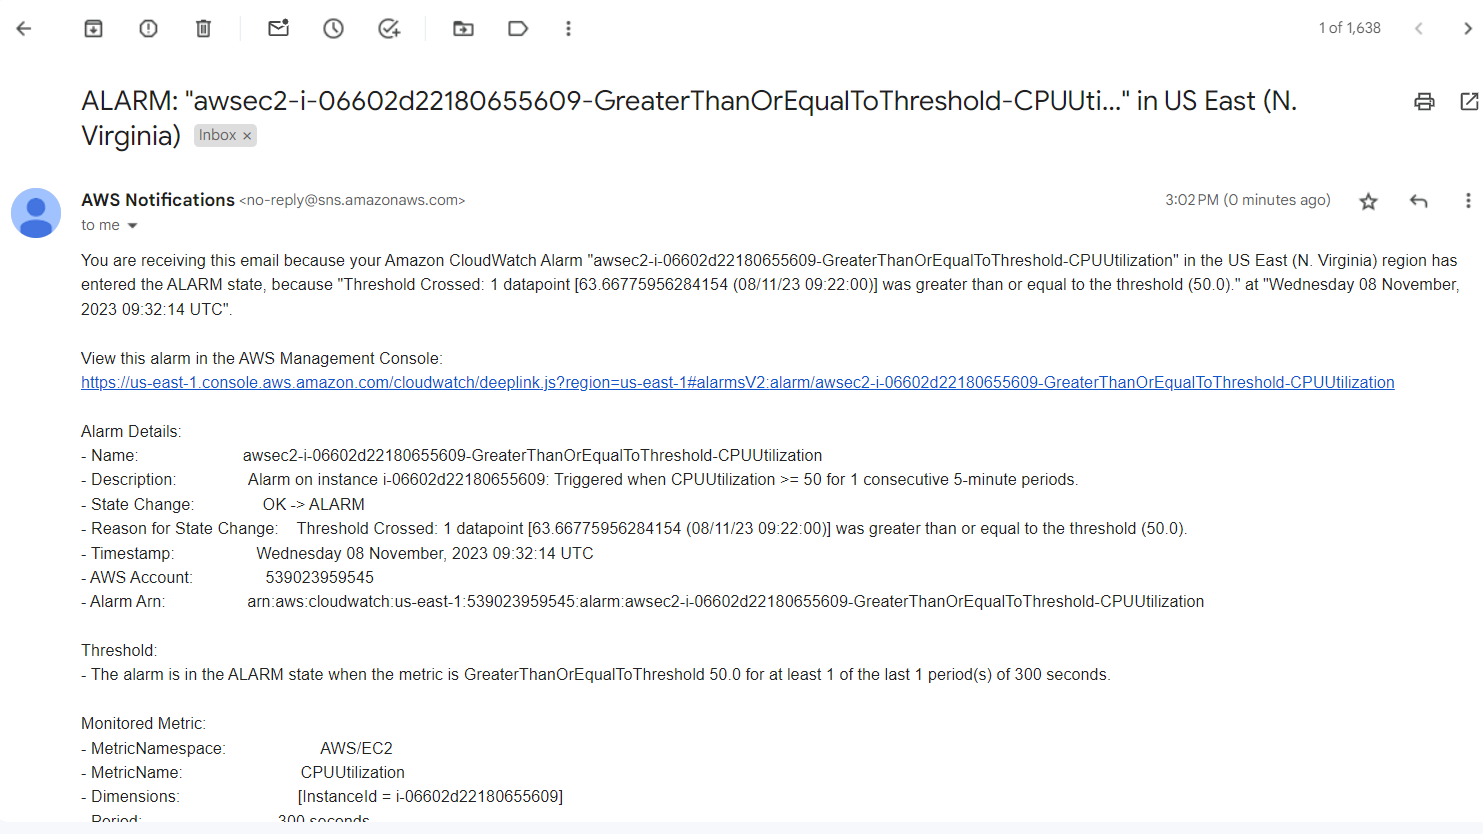 1 of 1,638
ALARM: "awsec2-i-06602d22180655609-GreaterThanOrEqualToThreshold-CPUUti..." in US East (N.
Virginia) Inbox ×
AWS Notifications <no-reply@sns.amazonaws.com> 3:02 PM (0 minutes ago)
to me
You are receiving this email because your Amazon CloudWatch Alarm "awsec2-i-06602d22180655609-GreaterThanOrEqualToThreshold-CPUUtilization" in the US East (N. Virginia) region has
entered the ALARM state, because "Threshold Crossed: 1 datapoint [63.66775956284154 (08/11/23 09:22:00)] was greater than or equal to the threshold (50.0)." at "Wednesday 08 November,
2023 09:32:14 UTC".
View this alarm in the AWS Management Console:
https://us-east-1.console.aws.amazon.com/cloudwatch/deeplink.js?region=us-east-1#alarmsV2:alarm/awsec2-i-06602d22180655609-GreaterThanOrEqualToThreshold-CPUUtilization
Alarm Details:
- Name: awsec2-i-06602d22180655609-GreaterThanOrEqualToThreshold-CPUUtilization
- Description: Alarm on instance i-06602d22180655609: Triggered when CPUUtilization >= 50 for 1 consecutive 5-minute periods.
- State Change: OK -> ALARM
- Reason for State Change: Threshold Crossed: 1 datapoint [63.66775956284154 (08/11/23 09:22:00)] was greater than or equal to the threshold (50.0).
- Timestamp: Wednesday 08 November, 2023 09:32:14 UTC
- AWS Account: 539023959545
- Alarm Arn: arn:aws:cloudwatch:us-east-1:539023959545:alarm:awsec2-i-06602d22180655609-GreaterThanOrEqualToThreshold-CPUUtilization
Threshold:
- The alarm is in the ALARM state when the metric is GreaterThanOrEqualToThreshold 50.0 for at least 1 of the last 1 period(s) of 300 seconds.
Monitored Metric:
- MetricNamespace: AWS/EC2
- MetricName: CPUUtilization
- Dimensions: [InstanceId = i-06602d22180655609]
- Period: 300 seconds